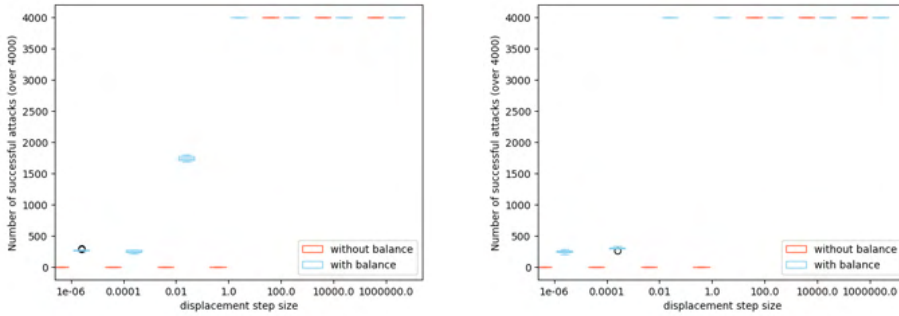 Number of successful attacks (over 4000)
4000
3500
3000
2500
2000
1500
1000
500
0
1e-06 0.0001 0.01 1.0 100.0 10000.0 1000000.0
displacement step size
without balance
with balance
Number of successful attacks (over 4000)
4000
3500
3000
2500
2000
1500
1000
500
0
1e-06 0.0001 0.01 1.0 100.0 10000.0 1000000.0
displacement step size
without balance
with balance